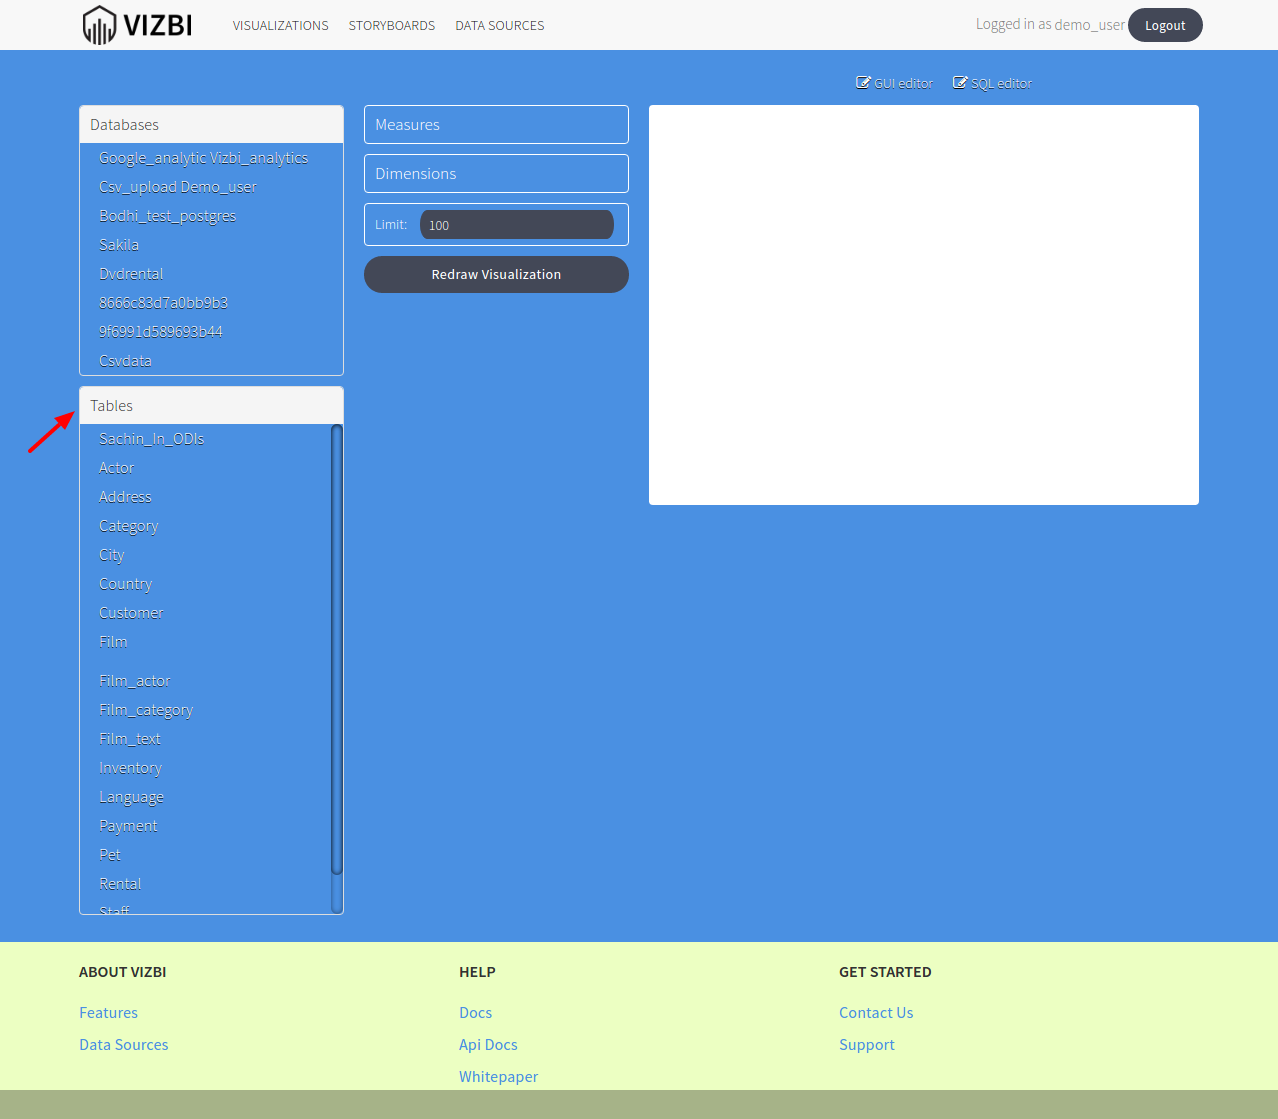 VIZBI
VISUALIZATIONS STORYBOARDS DATA SOURCES
Logged in as demo_user Logout
GUI editor SQL editor
Databases
Google_analytic Vizbi_analytics
Csv_upload Demo_user
Bodhi_test_postgres
Sakila
Dvdrental
8666c83d7a0bb9b3
9f6991d589693b44
Csvdata
Tables
Sachin_In_ODIs
Actor
Address
Category
City
Country
Customer
Film
Film_actor
Film_category
Film_text
Inventory
Language
Payment
Pet
Rental
Staff
Measures
Dimensions
Limit: 100
Redraw Visualization
ABOUT VIZBI
Features
Data Sources
HELP
Docs
Api Docs
Whitepaper
GET STARTED
Contact Us
Support